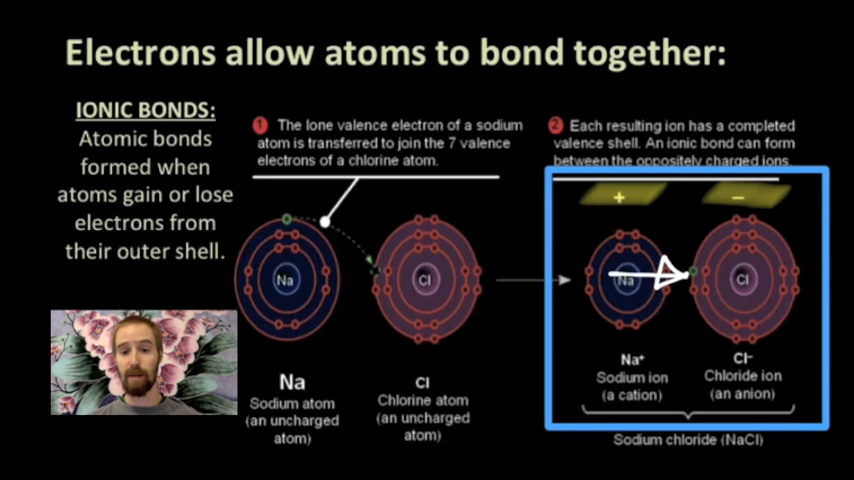 Electrons allow atoms to bond together:
IONIC BONDS:
Atomic bonds
formed when
atoms gain or lose
electrons from
their outer shell.
1 The lone valence electron of a sodium
atom is transferred to join the 7 valence
electrons of a chlorine atom.
2 Each resulting ion has a completed
valence shell. An ionic bond can form
between the oppositely charged ions.
+
−
Na
Cl
Na
Cl
Na
Sodium atom
(an uncharged
atom)
Cl
Chlorine atom
(an uncharged
atom)
Na⁺
Sodium ion
(a cation)
Cl⁻
Chloride ion
(an anion)
Sodium chloride (NaCl)